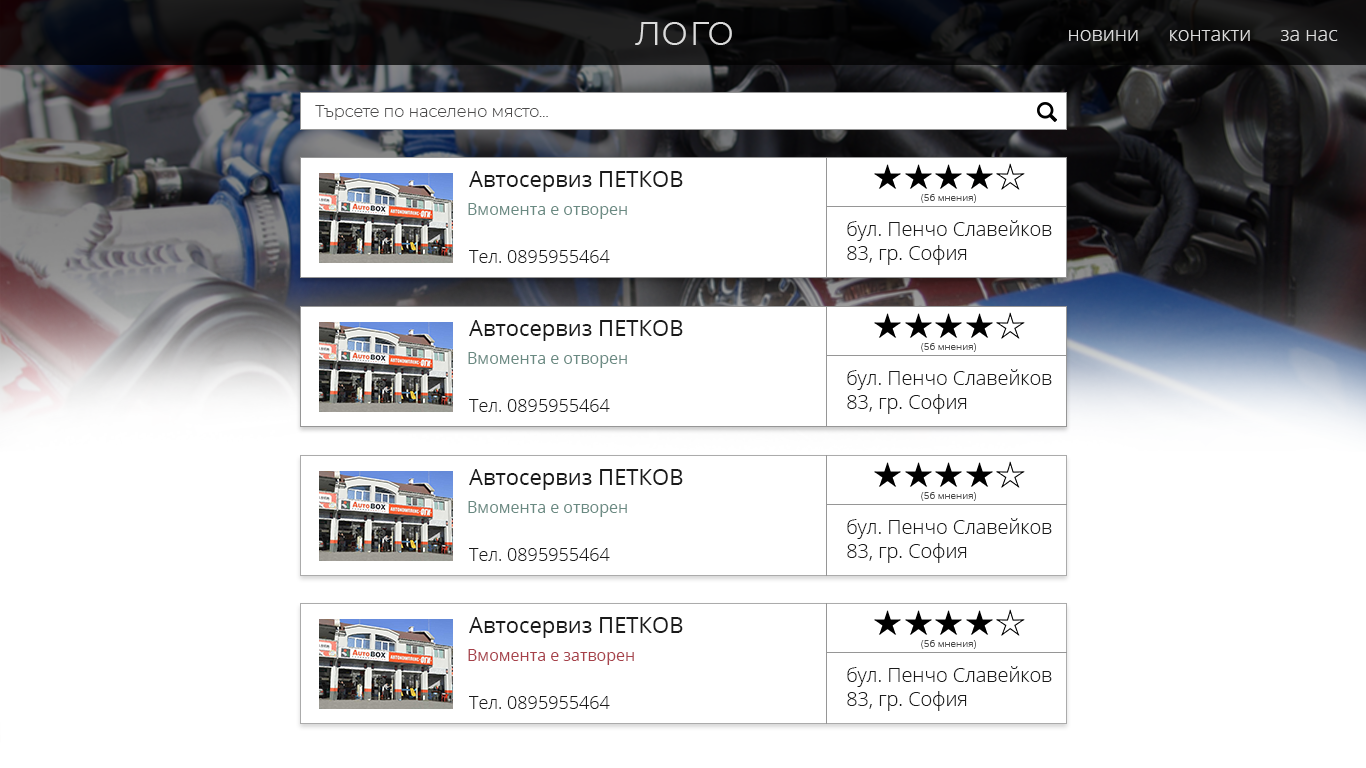 ЛОГО
новини контакти за нас
Търсете по населено място...
Автосервиз ПЕТКОВ
Вмомента е отворен
Тел. 0895955464
(56 мнения)
бул. Пенчо Славейков
83, гр. София
AUTOBOX
Автосервиз ПЕТКОВ
Вмомента е отворен
Тел. 0895955464
(56 мнения)
бул. Пенчо Славейков
83, гр. София
AUTOBOX
Автосервиз ПЕТКОВ
Вмомента е отворен
Тел. 0895955464
(56 мнения)
бул. Пенчо Славейков
83, гр. София
AUTOBOX
Автосервиз ПЕТКОВ
Вмомента е затворен
Тел. 0895955464
(56 мнения)
бул. Пенчо Славейков
83, гр. София
AUTOBOX